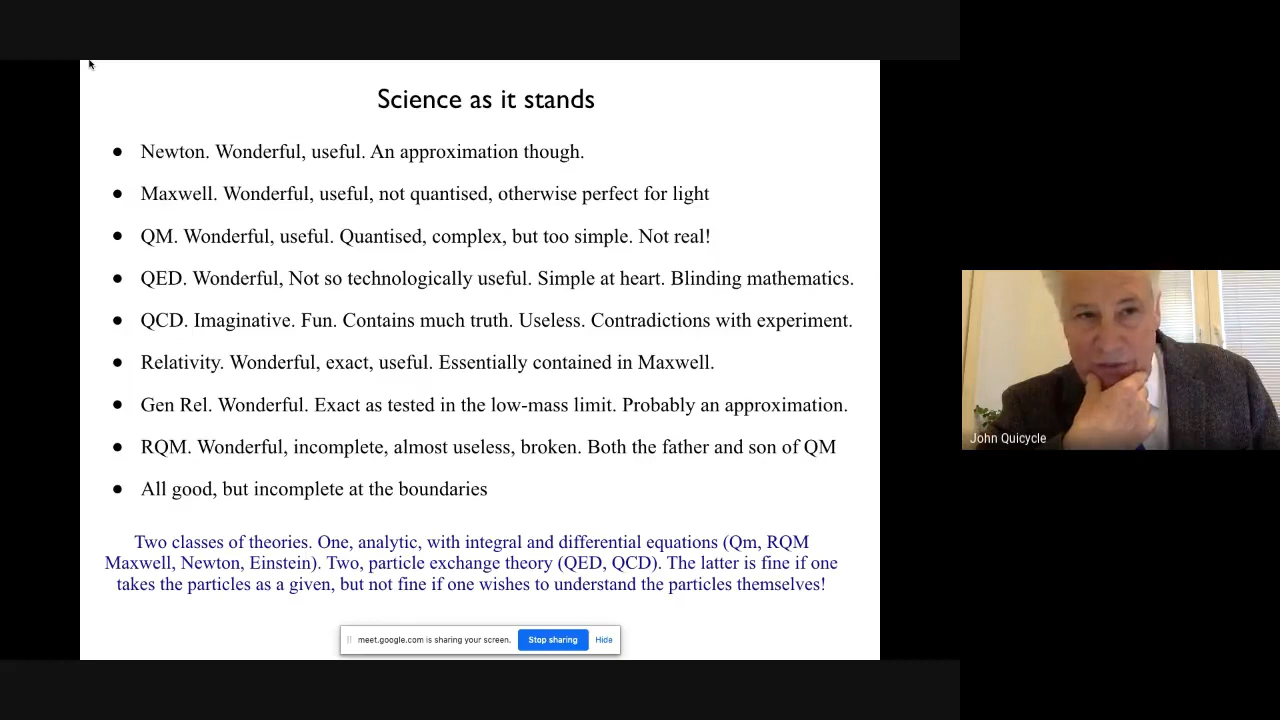 Science as it stands
● Newton. Wonderful, useful. An approximation though.
● Maxwell. Wonderful, useful, not quantised, otherwise perfect for light
● QM. Wonderful, useful. Quantised, complex, but too simple. Not real!
● QED. Wonderful, Not so technologically useful. Simple at heart. Blinding mathematics.
● QCD. Imaginative. Fun. Contains much truth. Useless. Contradictions with experiment.
● Relativity. Wonderful, exact, useful. Essentially contained in Maxwell.
● Gen Rel. Wonderful. Exact as tested in the low-mass limit. Probably an approximation.
● RQM. Wonderful, incomplete, almost useless, broken. Both the father and son of QM
● All good, but incomplete at the boundaries
Two classes of theories. One, analytic, with integral and differential equations (Qm, RQM
Maxwell, Newton, Einstein). Two, particle exchange theory (QED, QCD). The latter is fine if one
takes the particles as a given, but not fine if one wishes to understand the particles themselves!
John Quicycle
meet.google.com is sharing your screen. Stop sharing Hide